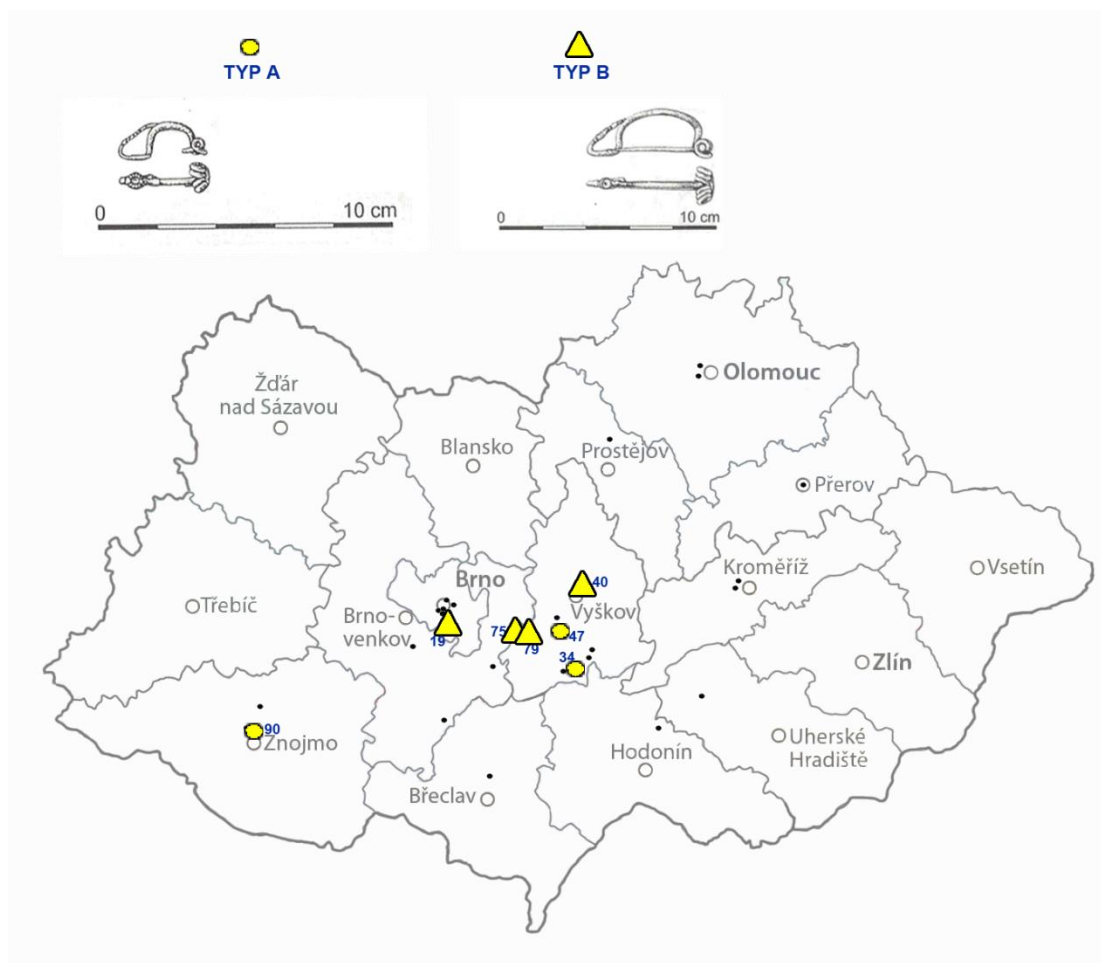 TYP A
TYP B
0 10 cm
0 10 cm
Olomouc
Žďár
nad Sázavou
Blansko
Prostějov
Přerov
Kroměříž
Vsetín
Brno
40
Třebíč
Brno-
venkov
Vyškov
19
75
79
47
34
Zlín
90
Znojmo
Hodonín
Uherské
Hradiště
Břeclav